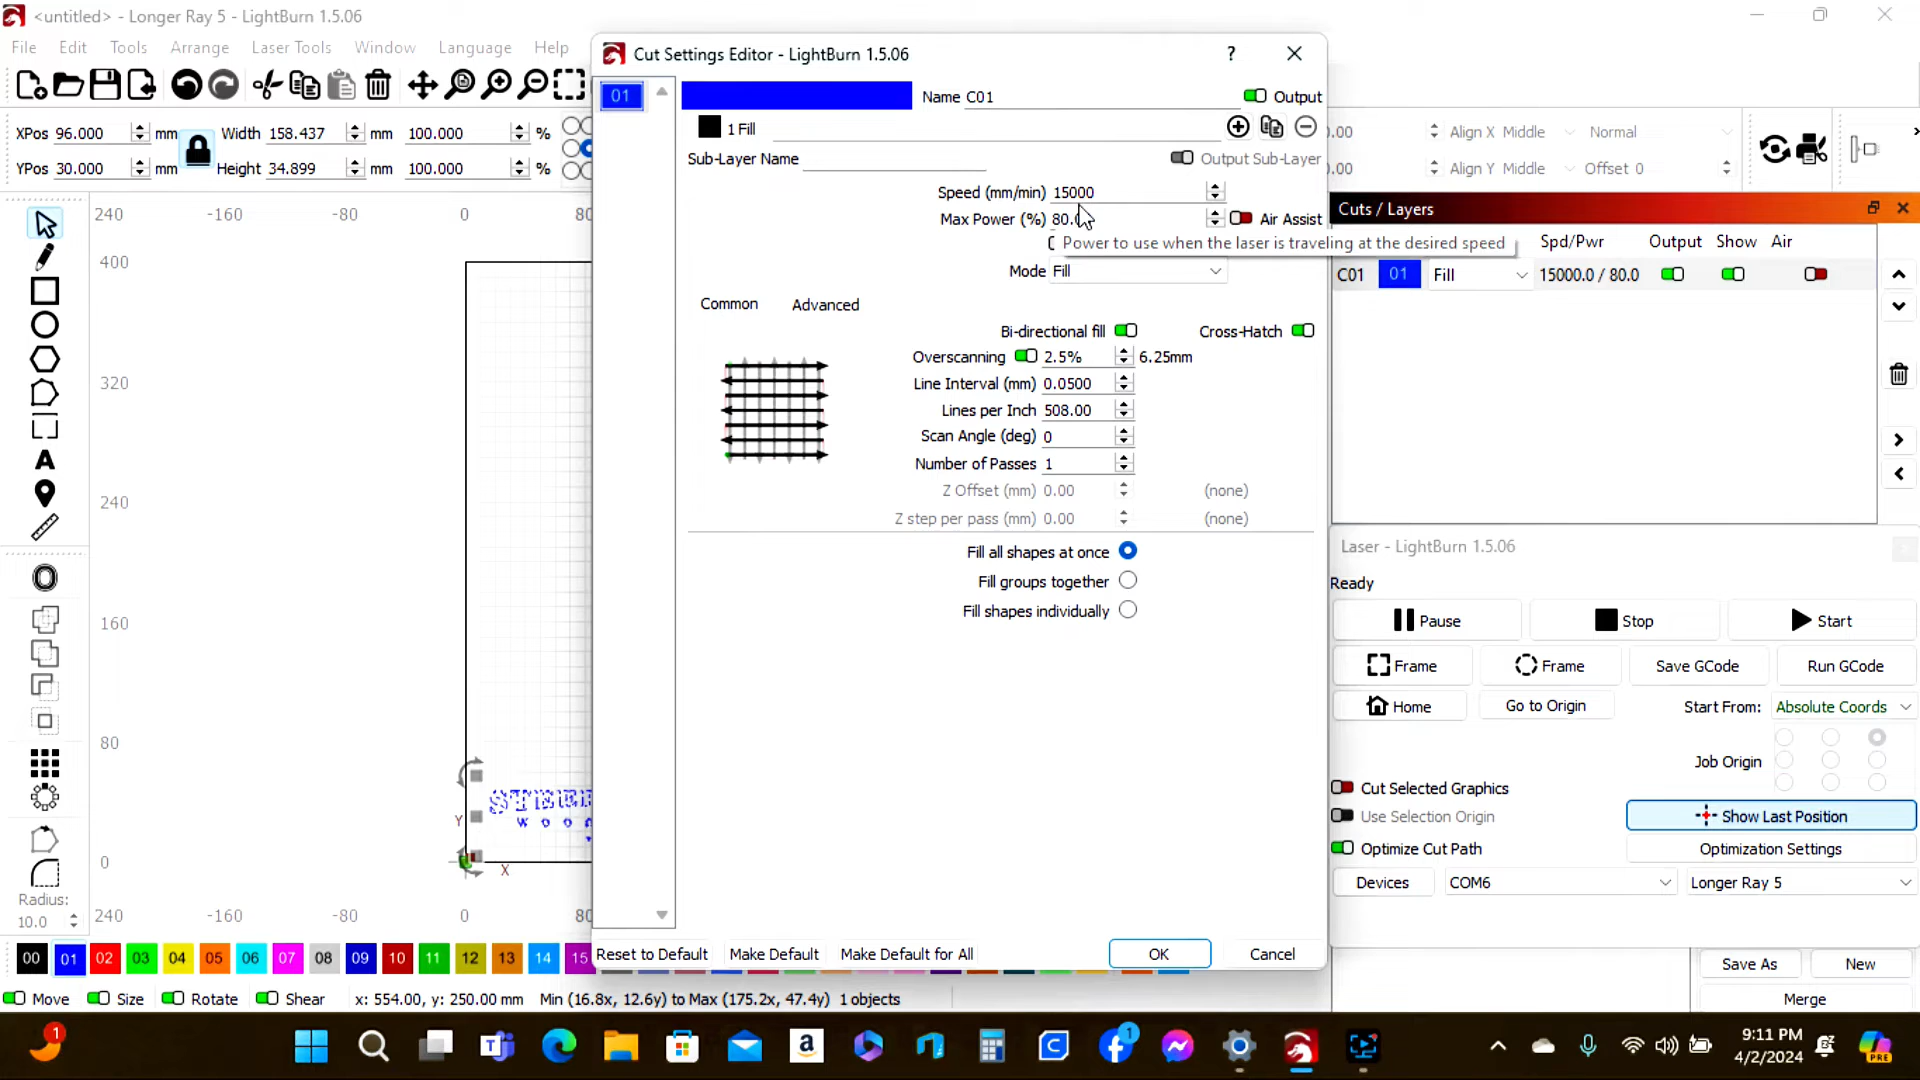 <untitled> - Longer Ray 5 - LightBurn 1.5.06
File Edit Tools Arrange Laser Tools Window Language Help
XPos 96.000 mm Width 158.437 mm 100.000 %
YPos 30.000 mm Height 34.899 mm 100.000 %
Cut Settings Editor - LightBurn 1.5.06
?
01
Name C01 Output
1 Fill
Sub-Layer Name Output Sub-Layer
Speed (mm/min) 15000
Max Power (%) 80. Air Assist
Power to use when the laser is traveling at the desired speed
Mode Fill
Common Advanced
Bi-directional fill Cross-Hatch
Overscanning 2.5% 6.25mm
Line Interval (mm) 0.0500
Lines per Inch 508.00
Scan Angle (deg) 0
Number of Passes 1
Z Offset (mm) 0.00 (none)
Z step per pass (mm) 0.00 (none)
Fill all shapes at once
Fill groups together
Fill shapes individually
Reset to Default Make Default Make Default for All OK Cancel
0.00 Align X Middle Normal
0.00 Align Y Middle Offset 0
Cuts / Layers
Spd/Pwr Output Show Air
C01 01 Fill 15000.0 / 80.0
Laser - LightBurn 1.5.06
Ready
Pause Stop Start
Frame Frame Save GCode Run GCode
Home Go to Origin Start From: Absolute Coords
Job Origin
Cut Selected Graphics
Use Selection Origin Show Last Position
Optimize Cut Path Optimization Settings
Devices COM6 Longer Ray 5
Save As New
Merge
240 -160 -80 0 80
400
320
240
160
80
0
Y
X
240 -160 -80 0
Radius:
10.0
00 01 02 03 04 05 06 07 08 09 10 11 12 13 14 15
Move Size Rotate Shear x: 554.00, y: 250.00 mm Min (16.8x, 12.6y) to Max (175.2x, 47.4y) 1 objects
1
1
9:11 PM
4/2/2024
PRE